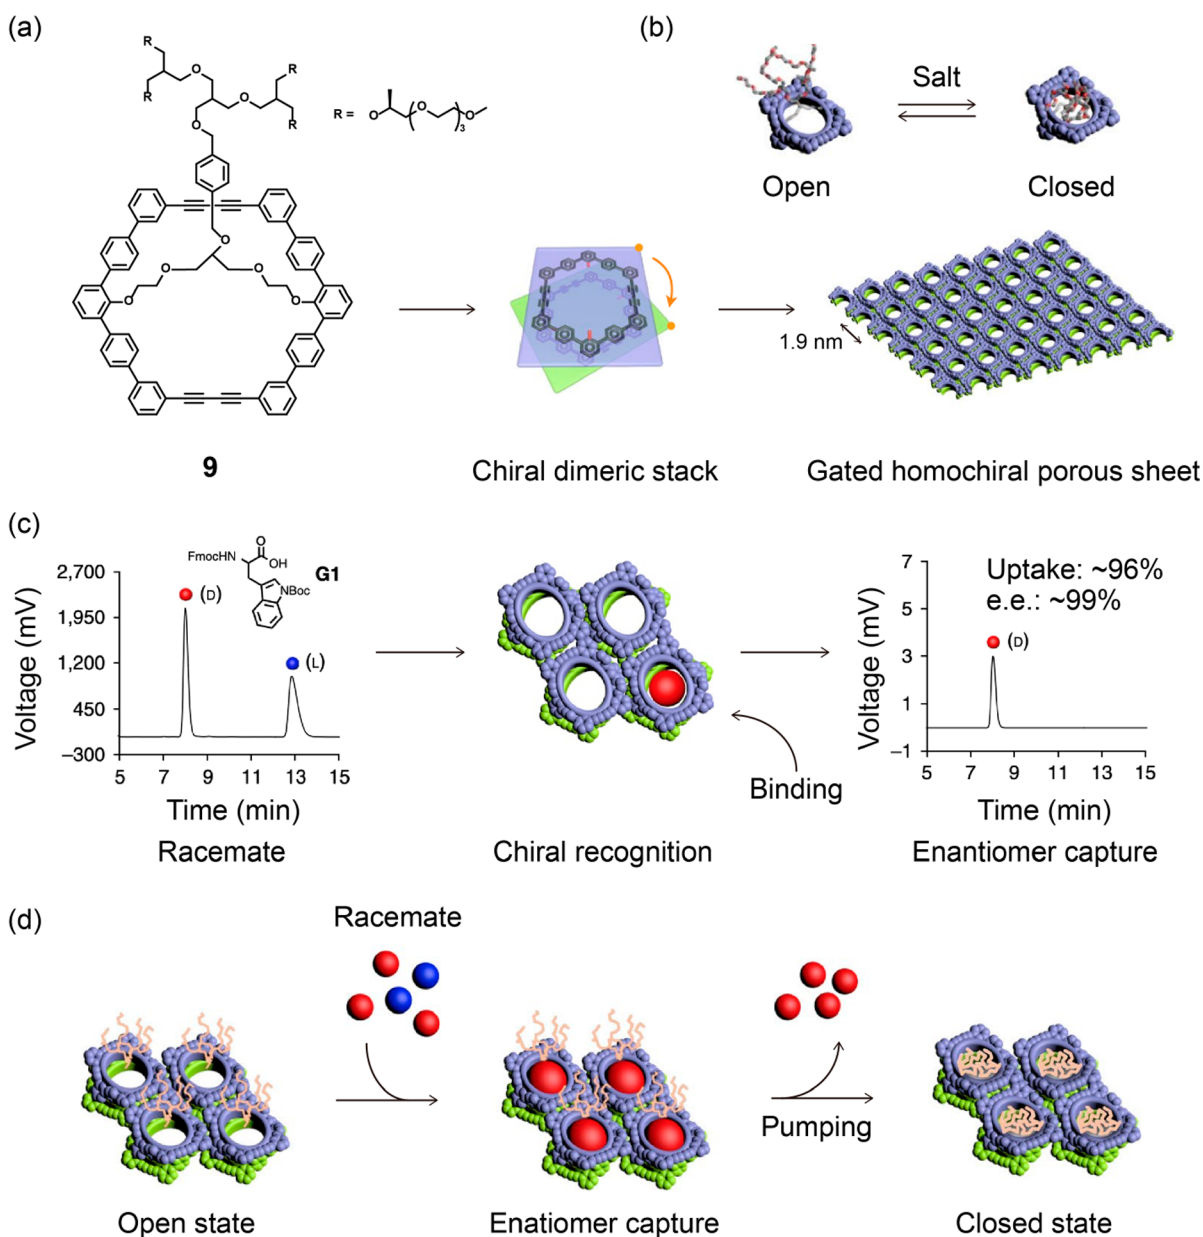 (a)
R
R
R
R
O
O
O
R =
O
O
3
O
O
O
O
O
O
9
Chiral dimeric stack
(b)
Salt
Open
Closed
1.9 nm
Gated homochiral porous sheet
(c)
Voltage (mV)
2,700
1,950
1,200
450
–300
5
7
9
11
13
15
Time (min)
Racemate
(D)
(L)
FmocHN
O
OH
G1
NBoc
Binding
Chiral recognition
Voltage (mV)
7
5
3
1
–1
5
7
9
11
13
15
Time (min)
Uptake: ~96%
e.e.: ~99%
(D)
Enantiomer capture
(d)
Racemate
Pumping
Open state
Enatiomer capture
Closed state